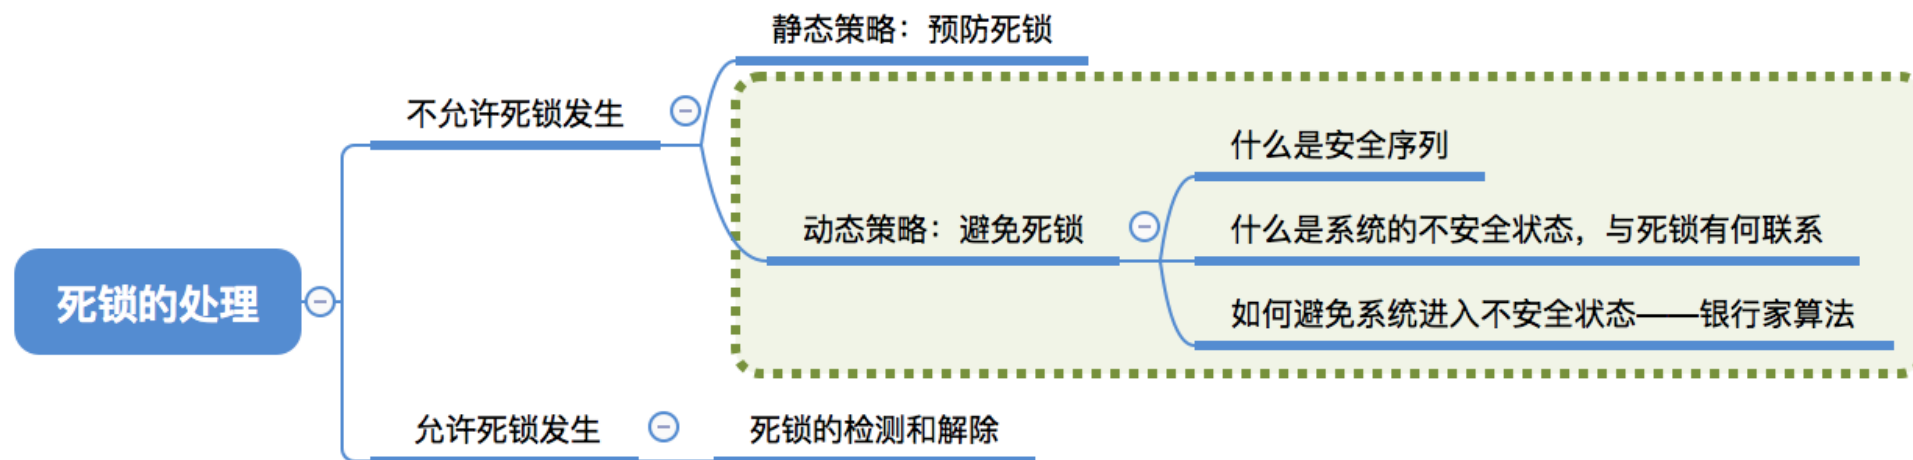 静态策略：预防死锁
不允许死锁发生
什么是安全序列
动态策略：避免死锁
什么是系统的不安全状态，与死锁有何联系
死锁的处理
如何避免系统进入不安全状态——银行家算法
允许死锁发生
死锁的检测和解除